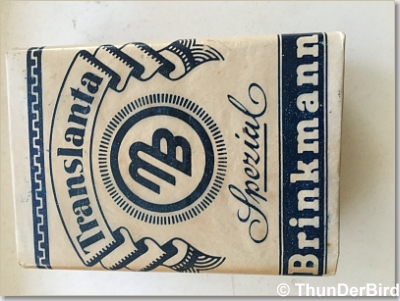 Translanta
MB
Spezial
Brinkmann
© ThunDerBird